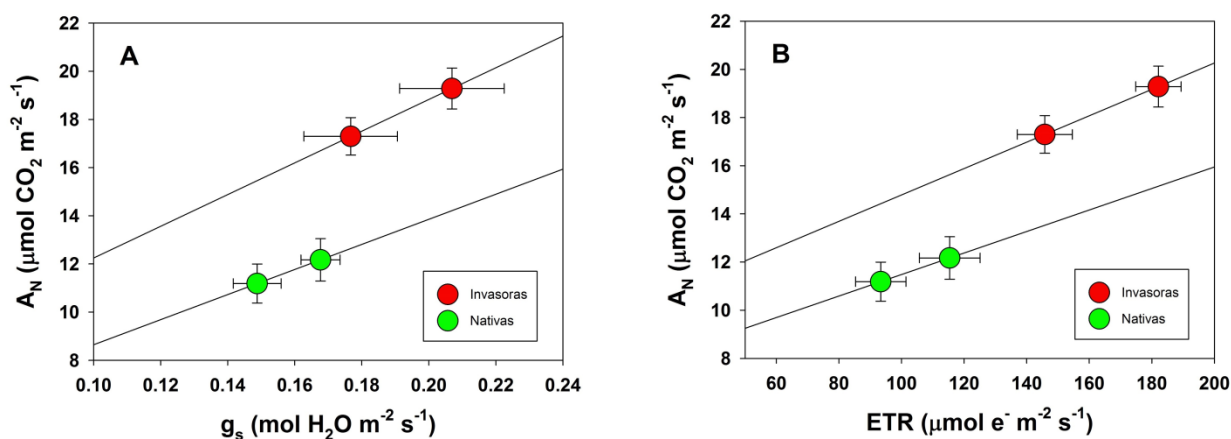 A
A_N (μmol CO₂ m⁻² s⁻¹)
22
20
18
16
14
12
10
8
0.10 0.12 0.14 0.16 0.18 0.20 0.22 0.24
g_s (mol H₂O m⁻² s⁻¹)
Invasoras
Nativas
B
A_N (μmol CO₂ m⁻² s⁻¹)
22
20
18
16
14
12
10
8
60 80 100 120 140 160 180 200
ETR (μmol e⁻ m⁻² s⁻¹)
Invasoras
Nativas